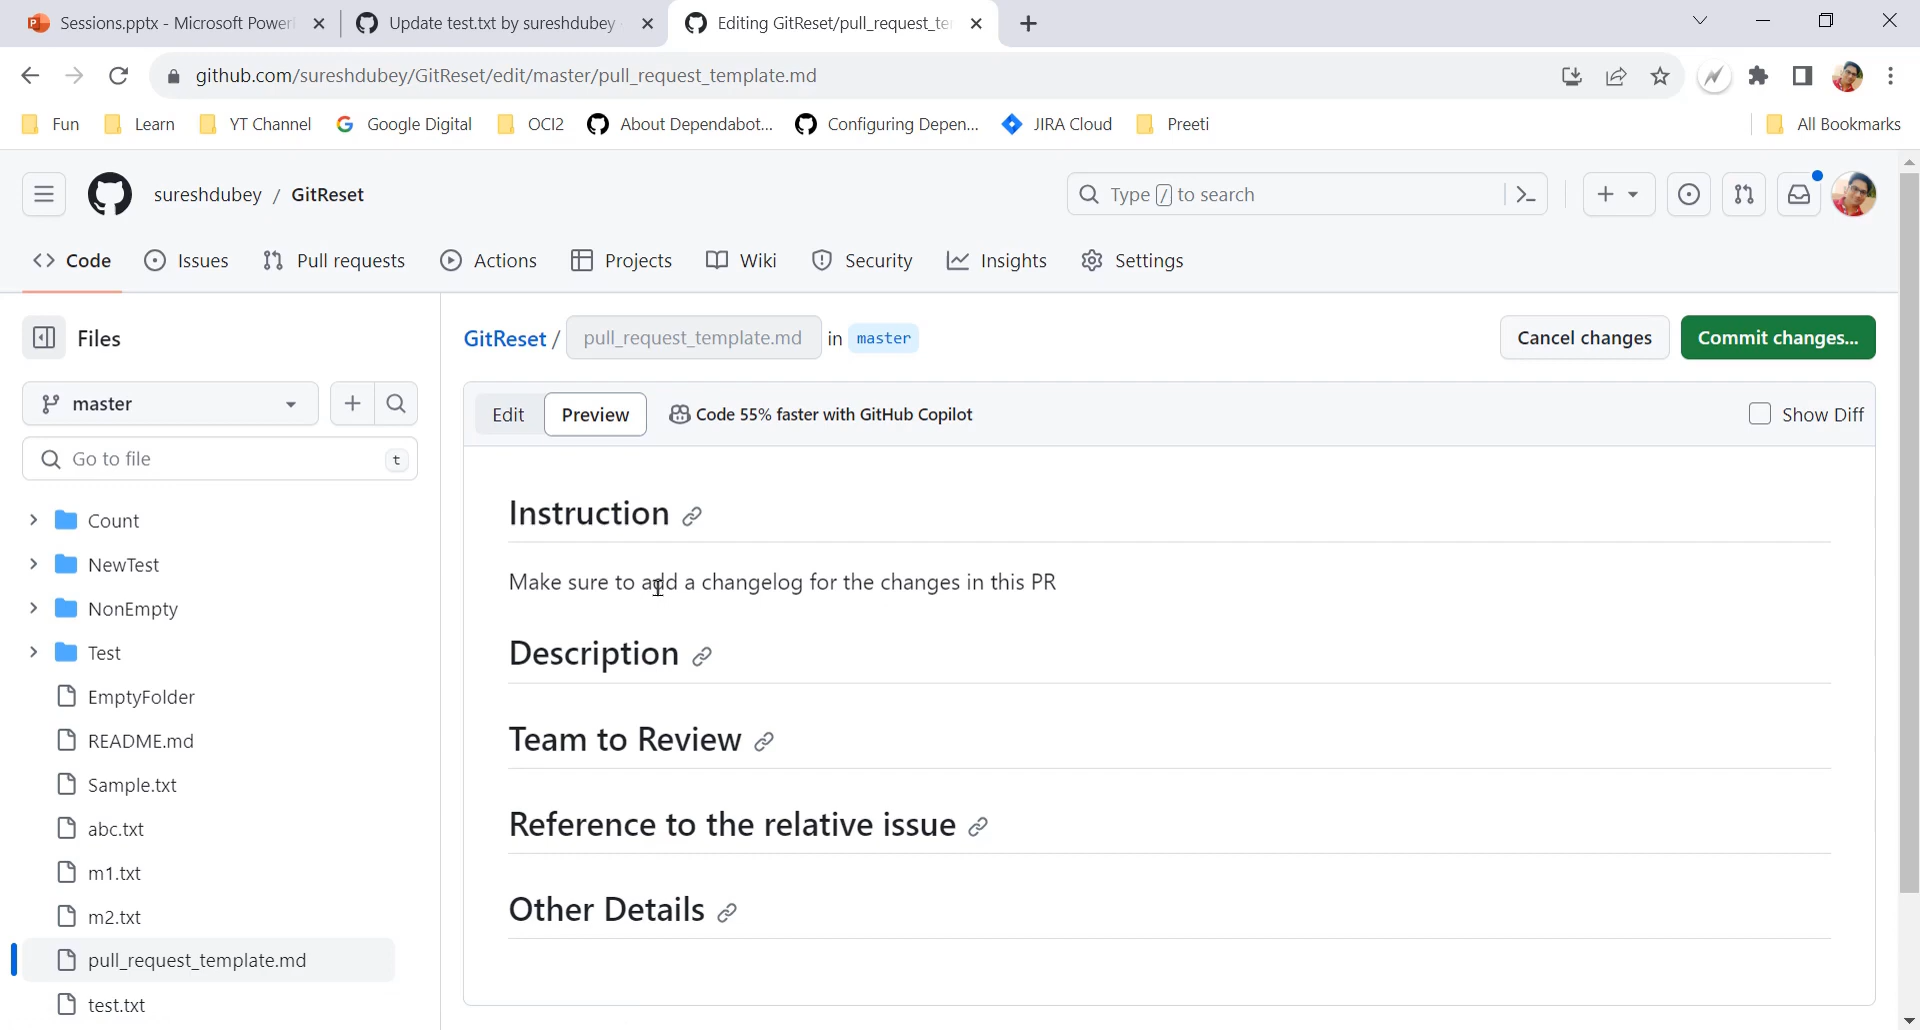 Sessions.pptx - Microsoft Power
Update test.txt by sureshdubey
Editing GitReset/pull_request_te
github.com/sureshdubey/GitReset/edit/master/pull_request_template.md
Fun
Learn
YT Channel
Google Digital
OCI2
About Dependabot...
Configuring Depen...
JIRA Cloud
Preeti
All Bookmarks
sureshdubey / GitReset
Type / to search
Code
Issues
Pull requests
Actions
Projects
Wiki
Security
Insights
Settings
Files
GitReset / pull_request_template.md in master
Cancel changes
Commit changes...
master
Go to file
t
Edit
Preview
Code 55% faster with GitHub Copilot
Show Diff
Count
NewTest
NonEmpty
Test
EmptyFolder
README.md
Sample.txt
abc.txt
m1.txt
m2.txt
pull_request_template.md
test.txt
Instruction
Make sure to add a changelog for the changes in this PR
Description
Team to Review
Reference to the relative issue
Other Details